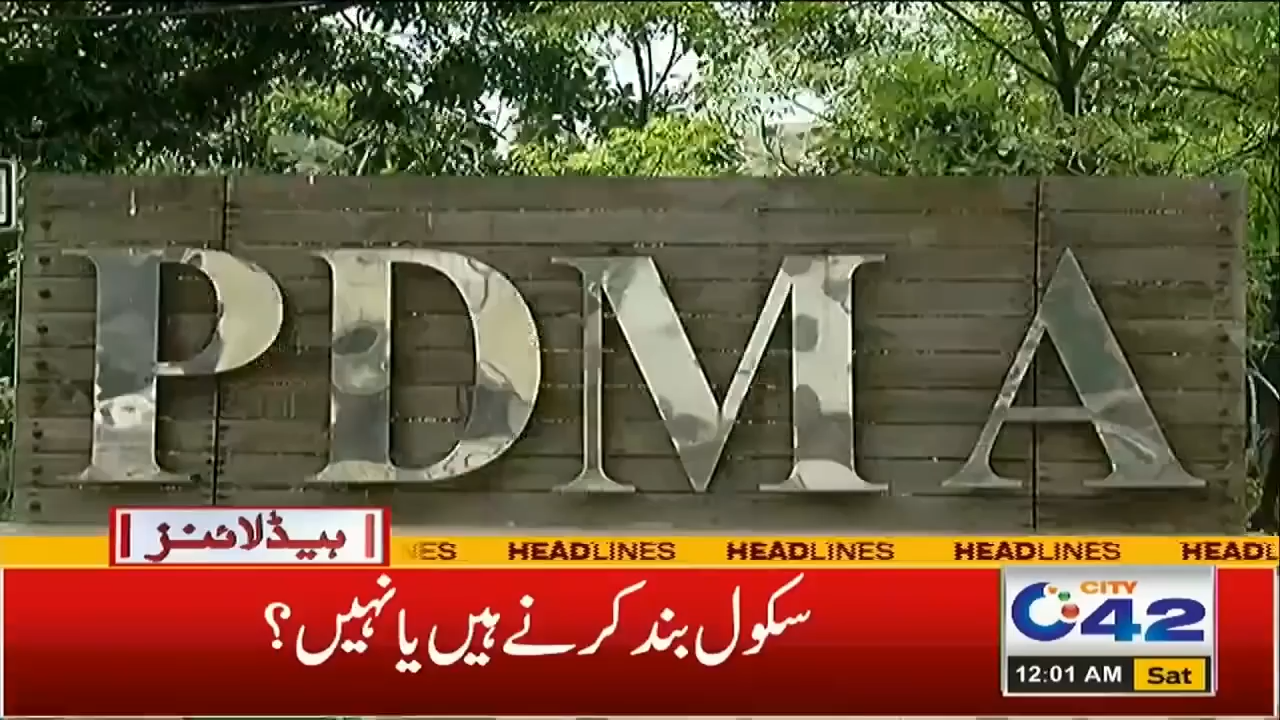 PDMA
ہیڈلائنز
NES HEADLINES HEADLINES HEADLINES HEADL
سکول بند کرنے ہیں یا نہیں؟
CITY
42
12:01 AM Sat